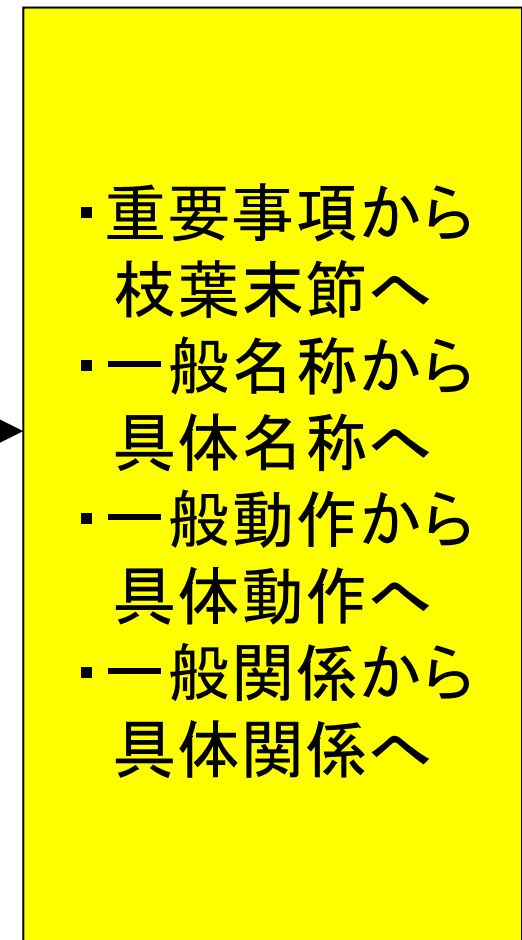 ・重要事項から
枝葉末節へ
・一般名称から
具体名称へ
・一般動作から
具体動作へ
・一般関係から
具体関係へ